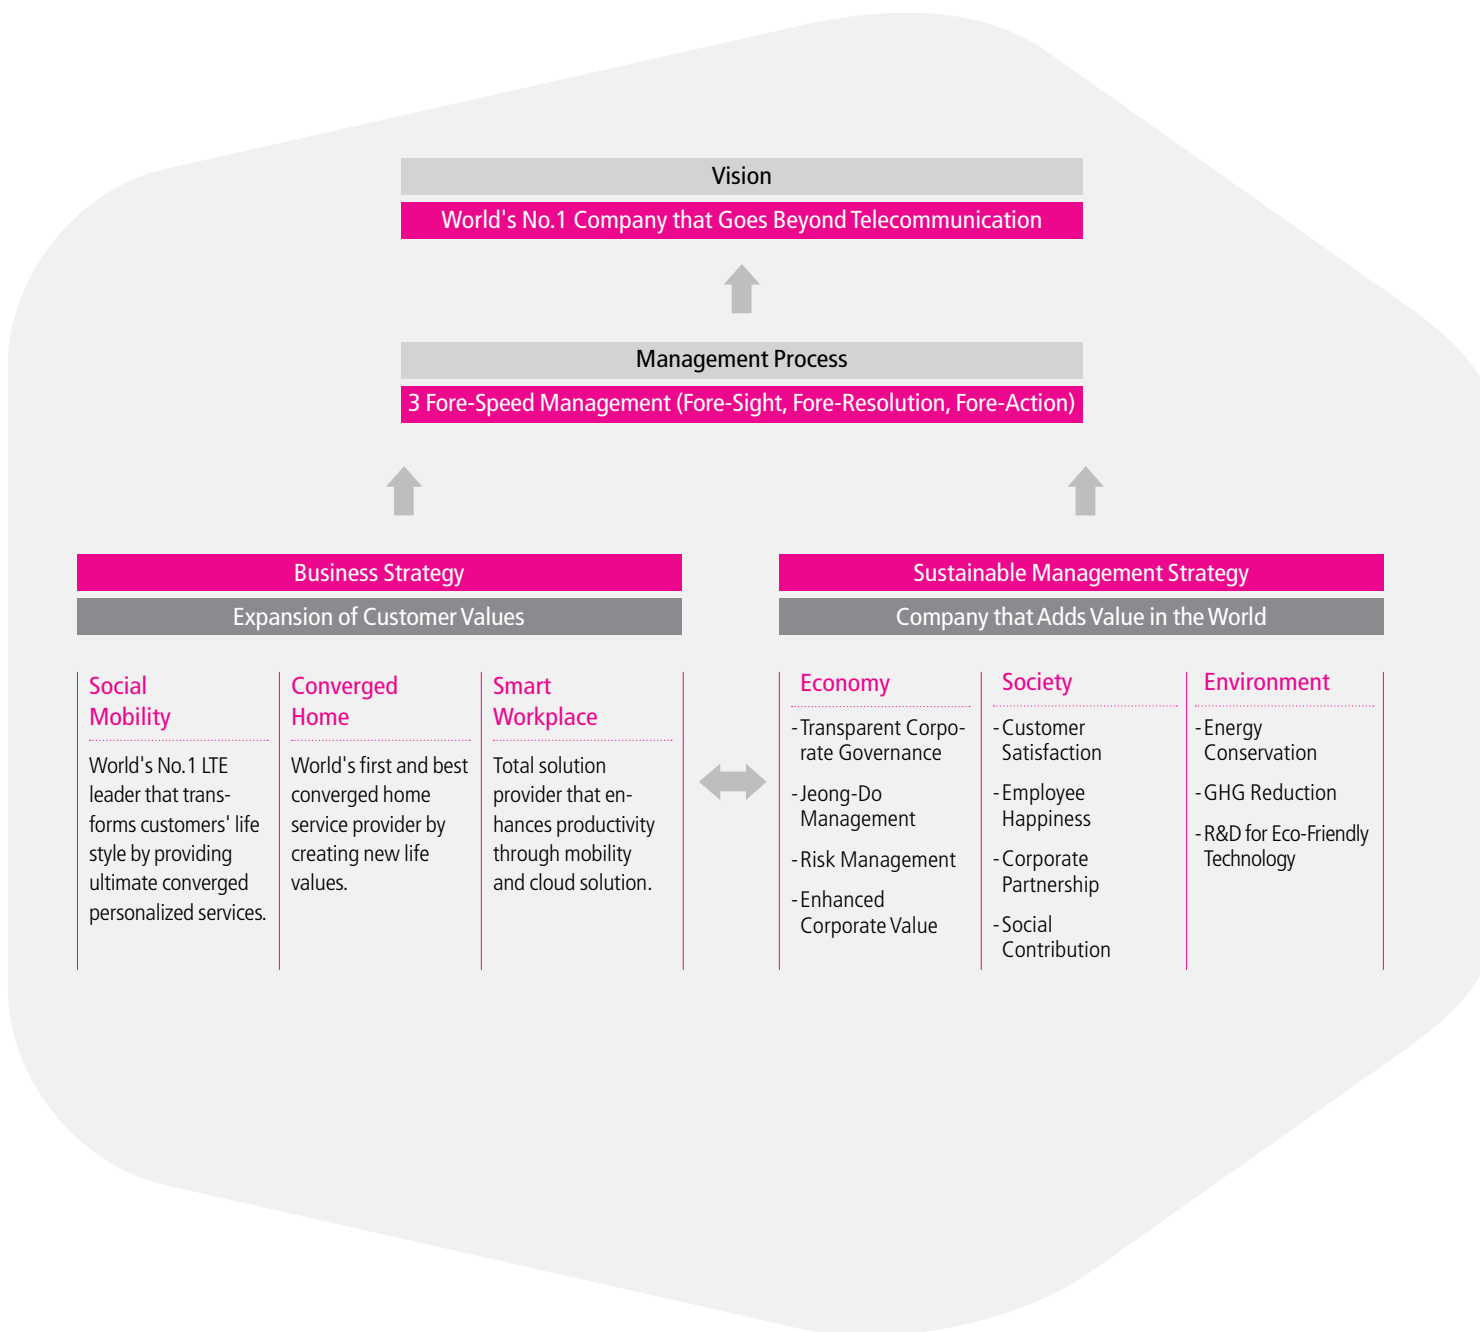 Vision
World's No.1 Company that Goes Beyond Telecommunication
Management Process
3 Fore-Speed Management (Fore-Sight, Fore-Resolution, Fore-Action)
Business Strategy
Expansion of Customer Values
Social
Mobility
World's No.1 LTE
leader that trans-
forms customers' life
style by providing
ultimate converged
personalized services.
Converged
Home
World's first and best
converged home
service provider by
creating new life
values.
Smart
Workplace
Total solution
provider that en-
hances productivity
through mobility
and cloud solution.
Sustainable Management Strategy
Company that Adds Value in the World
Economy
- Transparent Corpo-
rate Governance
- Jeong-Do
Management
- Risk Management
- Enhanced
Corporate Value
Society
- Customer
Satisfaction
- Employee
Happiness
- Corporate
Partnership
- Social
Contribution
Environment
- Energy
Conservation
- GHG Reduction
- R&D for Eco-Friendly
Technology